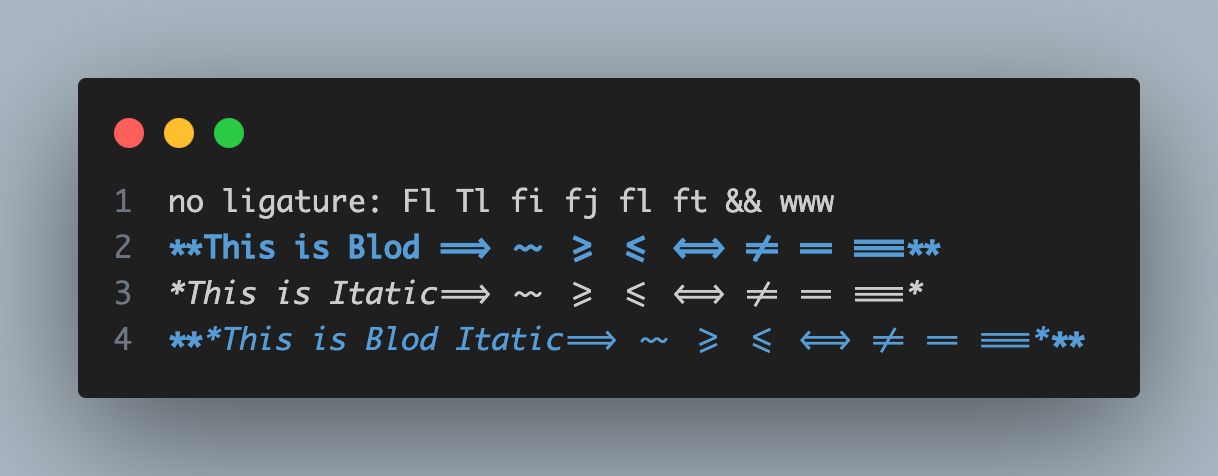 1 no ligature: Fl Tl fi fj fl ft && www
2 **This is Blod ==> ~~ >= <= <=> != == ===**
3 *This is Itatic==> ~~ >= <= <=> != == ===*
4 ***This is Blod Itatic==> ~~ >= <= <=> != == ===***